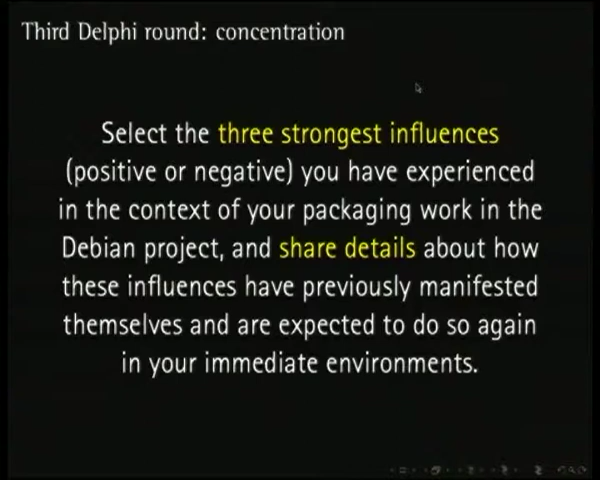 Third Delphi round: concentration
Select the three strongest influences
(positive or negative) you have experienced
in the context of your packaging work in the
Debian project, and share details about how
these influences have previously manifested
themselves and are expected to do so again
in your immediate environments.